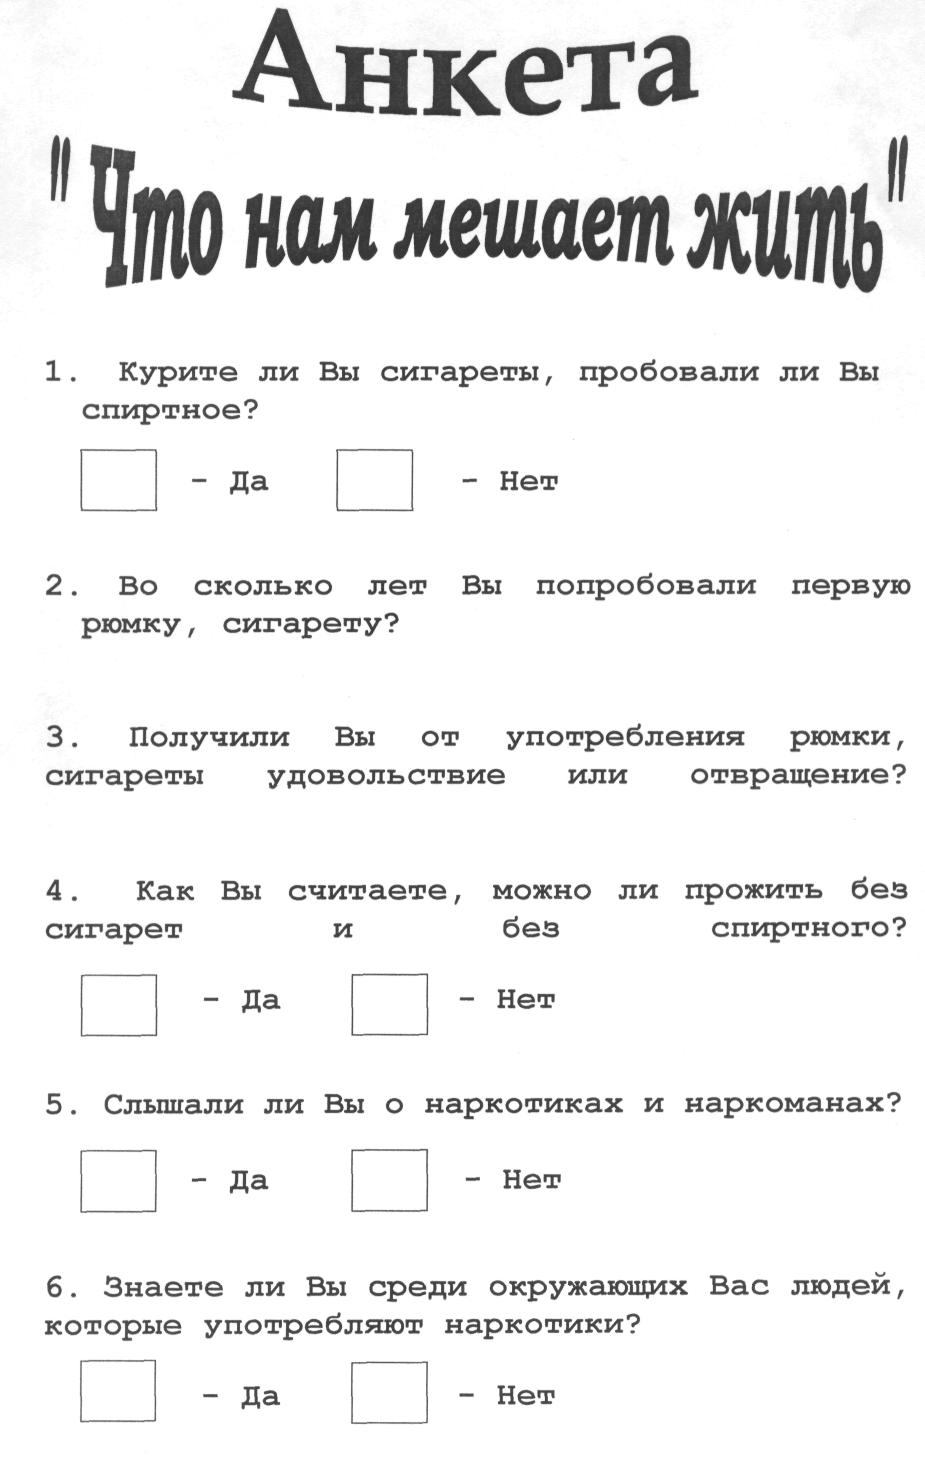 Анкета
"Что нам мешает жить"
1. Курите ли Вы сигареты, пробовали ли Вы
спиртное?
- Да - Нет
2. Во сколько лет Вы попробовали первую
рюмку, сигарету?
3. Получили Вы от употребления рюмки,
сигареты удовольствие или отвращение?
4. Как Вы считаете, можно ли прожить без
сигарет и без спиртного?
- Да - Нет
5. Слышали ли Вы о наркотиках и наркоманах?
- Да - Нет
6. Знаете ли Вы среди окружающих Вас людей,
которые употребляют наркотики?
- Да - Нет